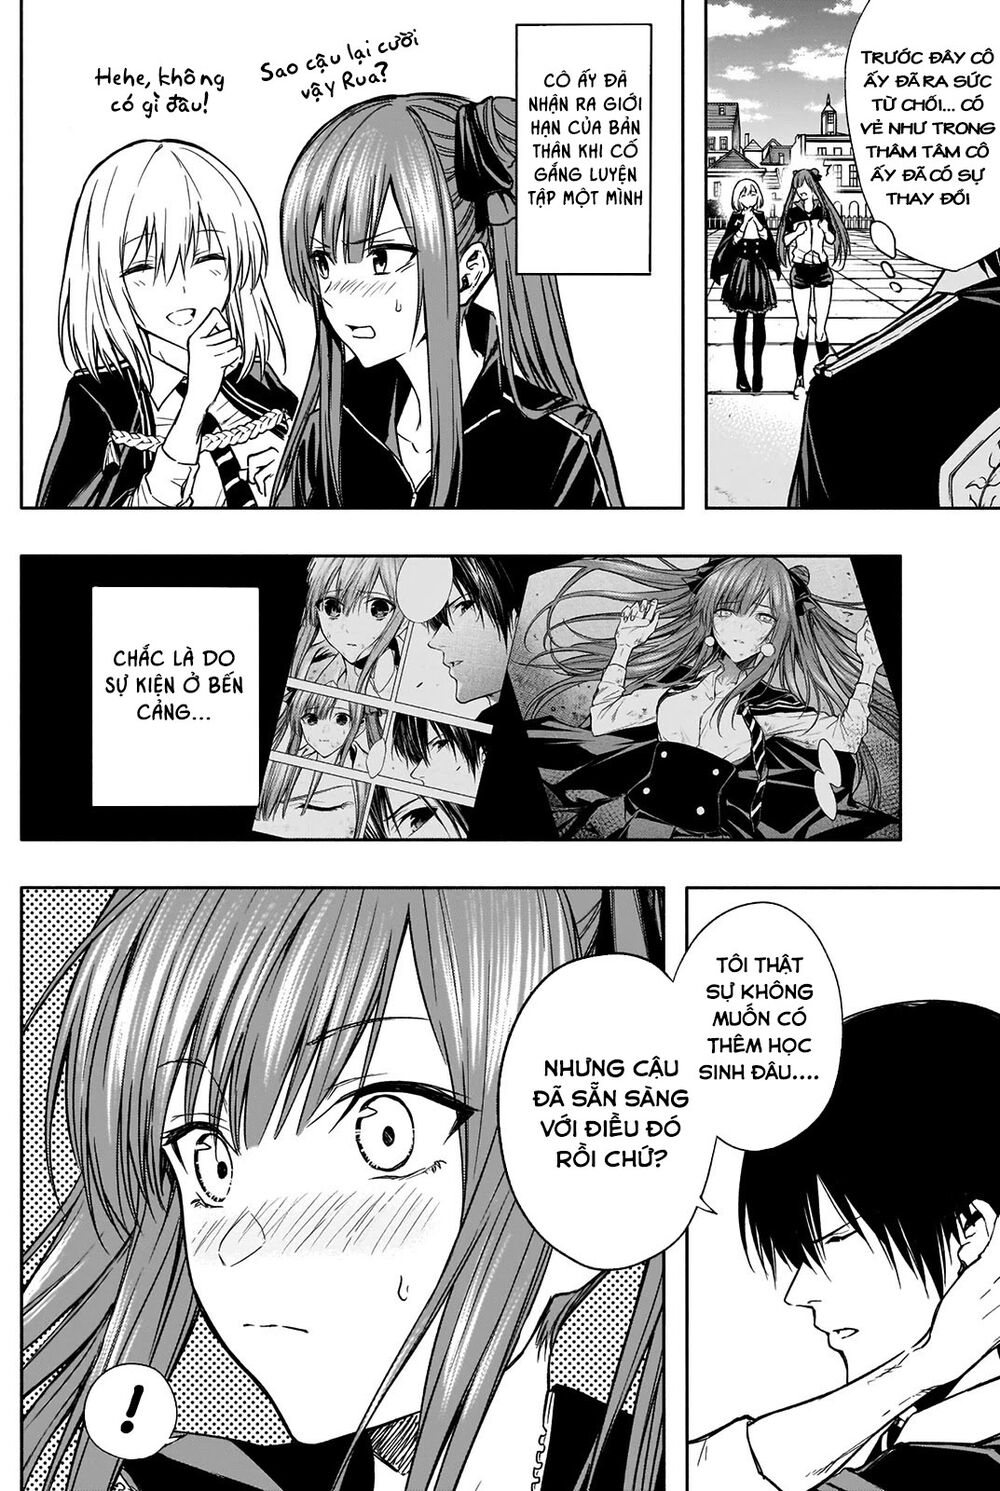 TRƯỚC ĐÂY CÔ
ẤY ĐÃ RA SỨC
TỪ CHỐI... CÓ
VẺ NHƯ TRONG
THÂM TÂM CÔ
ẤY ĐÃ CÓ SỰ
THAY ĐỔI
CÔ ẤY ĐÃ
NHẬN RA GIỚI
HẠN CỦA BẢN
THÂN KHI CỐ
GẮNG LUYỆN
TẬP MỘT MÌNH
Sao cậu lại cười
vậy Rua?
Hehe, không
có gì đâu!
CHẮC LÀ DO
SỰ KIỆN Ở BẾN
CẢNG...
TÔI THẬT
SỰ KHÔNG
MUỐN CÓ
THÊM HỌC
SINH ĐÂU....
NHƯNG CẬU
ĐÃ SẴN SÀNG
VỚI ĐIỀU ĐÓ
RỒI CHỨ?
!